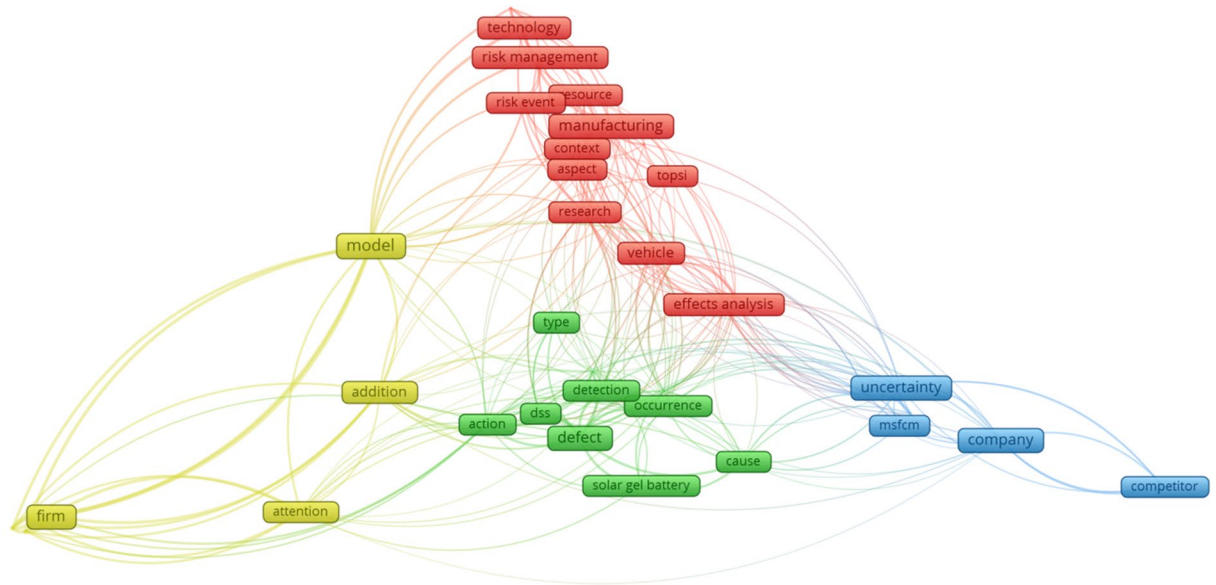 technology
risk management
resource
risk event
manufacturing
context
aspect
topsi
research
model
vehicle
effects analysis
type
addition
detection
occurrence
uncertainty
dss
action
defect
msfcm
company
cause
solar gel battery
competitor
firm
attention